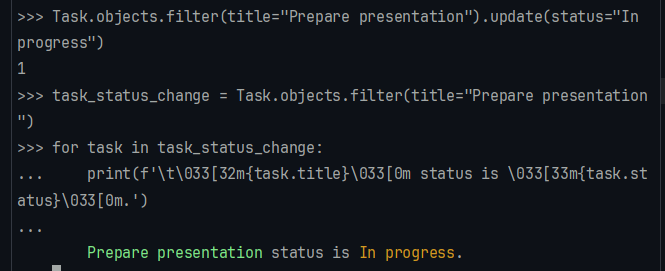 >>> Task.objects.filter(title="Prepare presentation").update(status="In
progress")
1
>>> task_status_change = Task.objects.filter(title="Prepare presentation
")
>>> for task in task_status_change:
...     print(f'\t\033[32m{task.title}\033[0m status is \033[33m{task.st
atus}\033[0m.')
...
        Prepare presentation status is In progress.